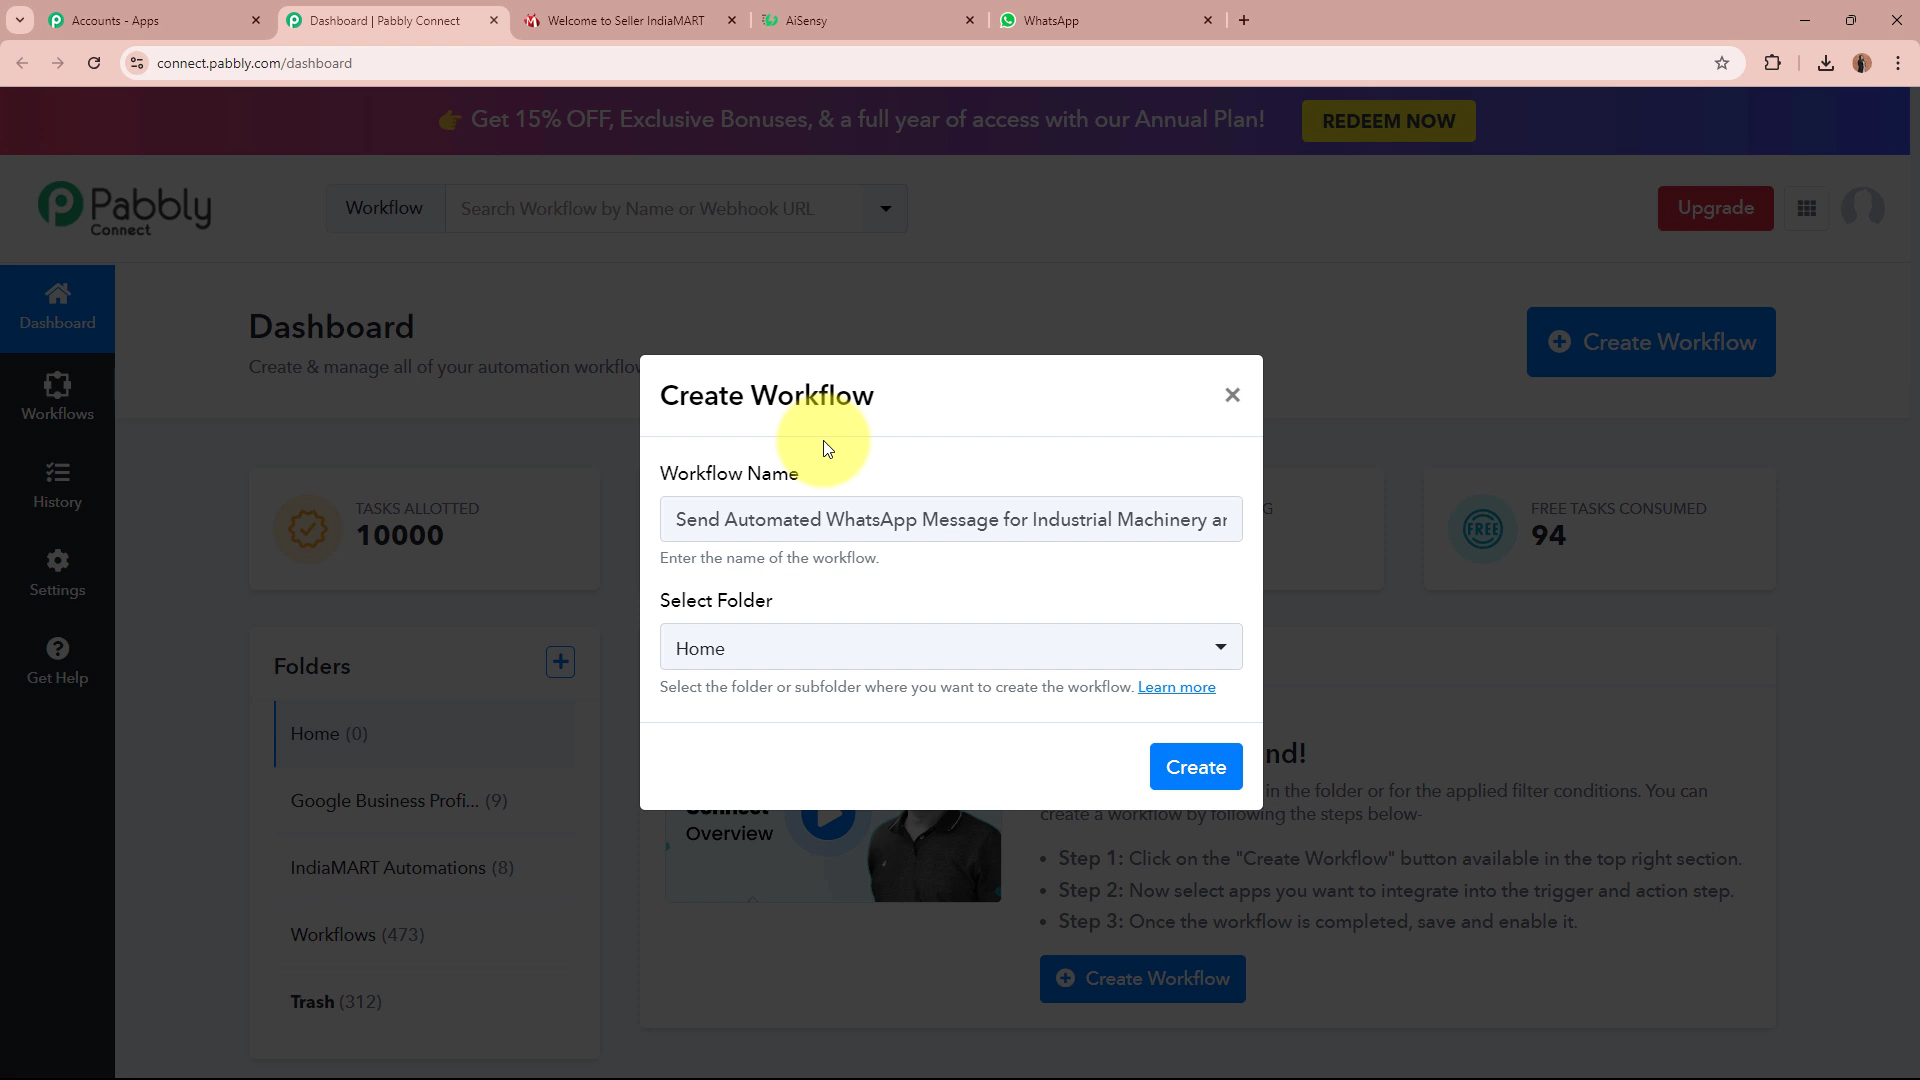 Accounts - Apps
Dashboard | Pabbly Connect
Welcome to Seller IndiaMART
AiSensy
WhatsApp
connect.pabbly.com/dashboard
Get 15% OFF, Exclusive Bonuses, & a full year of access with our Annual Plan!
REDEEM NOW
Pabbly
Connect
Workflow
Search Workflow by Name or Webhook URL
Upgrade
Dashboard
Workflows
History
Settings
Get Help
Dashboard
Create & manage all of your automation
Create Workflow
TASKS ALLOTTED
10000
FREE TASKS CONSUMED
94
FREE
Folders
Home (0)
Google Business Profi... (9)
IndiaMART Automations (8)
Workflows (473)
Trash (312)
Create Workflow
Workflow Name
Send Automated WhatsApp Message for Industrial Machinery ar
Enter the name of the workflow.
Select Folder
Home
Select the folder or subfolder where you want to create the workflow. Learn more
Create
Overview
in the folder or for the applied filter conditions. You can
create a workflow by following the steps below-
• Step 1: Click on the "Create Workflow" button available in the top right section.
• Step 2: Now select apps you want to integrate into the trigger and action step.
• Step 3: Once the workflow is completed, save and enable it.
Create Workflow